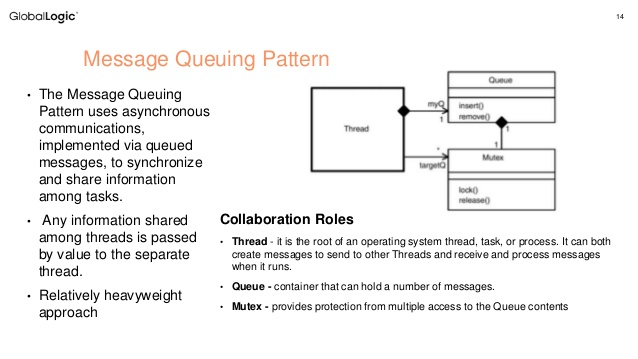 GlobalLogic
14
Message Queuing Pattern
• The Message Queuing
Pattern uses asynchronous
communications,
implemented via queued
messages, to synchronize
and share information
among tasks.
• Any information shared
among threads is passed
by value to the separate
thread.
• Relatively heavyweight
approach
Thread
myQ
1
*
targetQ
Queue
insert()
remove()
1
1
Mutex
lock()
release()
Collaboration Roles
• Thread - it is the root of an operating system thread, task, or process. It can both
create messages to send to other Threads and receive and process messages
when it runs.
• Queue - container that can hold a number of messages.
• Mutex - provides protection from multiple access to the Queue contents